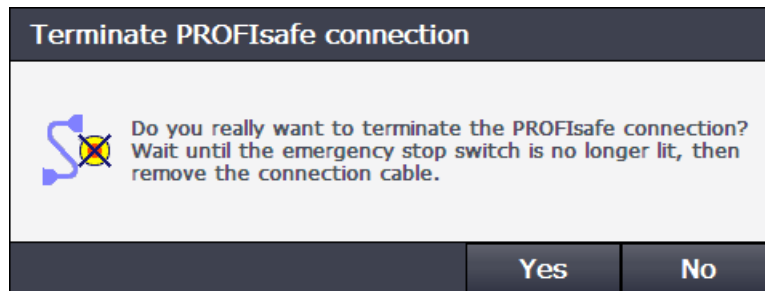 Terminate PROFIsafe connection
Do you really want to terminate the PROFIsafe connection?
Wait until the emergency stop switch is no longer lit, then
remove the connection cable.
Yes No